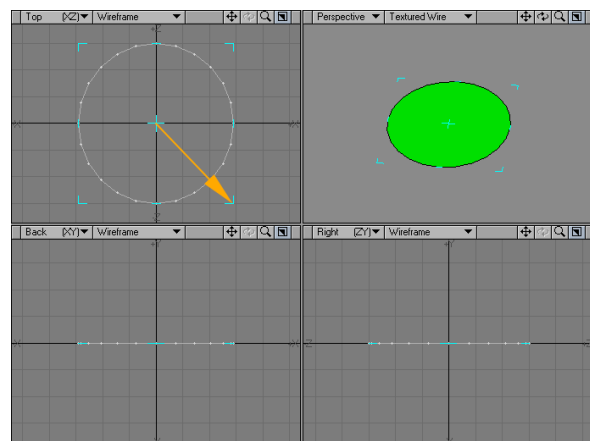 Top (XZ) Wireframe
Perspective Textured Wire
Back (XY) Wireframe
Right (ZY) Wireframe